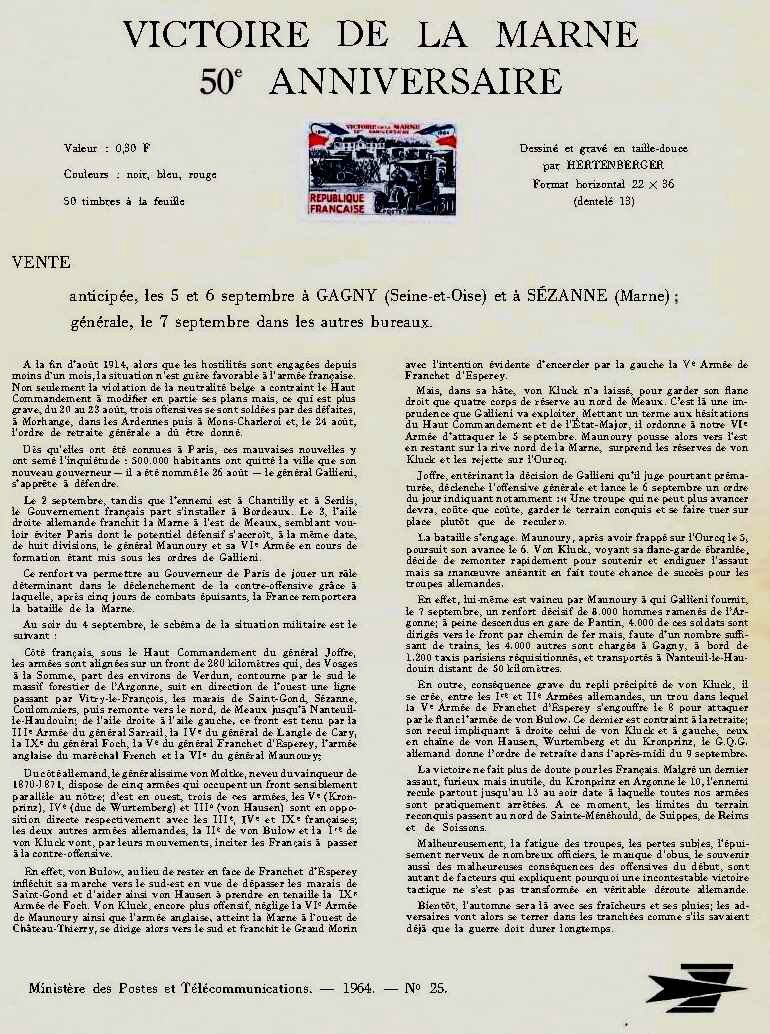 VICTOIRE DE LA MARNE
50e ANNIVERSAIRE
Valeur : 0,30 F
Couleurs : noir, bleu, rouge
50 timbres à la feuille
VICTOIRE DE LA MARNE
50e ANNIVERSAIRE
1914 1964
REPUBLIQUE
FRANÇAISE
POSTES
Dessiné et gravé en taille-douce
par HERTENBERGER
Format horizontal 22 × 36
(dentelé 13)
VENTE
anticipée, les 5 et 6 septembre à GAGNY (Seine-et-Oise) et à SÉZANNE (Marne) ;
générale, le 7 septembre dans les autres bureaux.
A la fin d'août 1914, alors que les hostilités sont engagées depuis
moins d'un mois, la situation n'est guère favorable à l'armée française.
Non seulement la violation de la neutralité belge a contraint le Haut
Commandement à modifier en partie ses plans mais, ce qui est plus
grave, du 20 au 23 août, trois offensives se sont soldées par des défaites,
à Morhange, dans les Ardennes puis à Mons-Charleroi et, le 24 août,
l'ordre de retraite générale a dû être donné.
Dès qu'elles ont été connues à Paris, ces mauvaises nouvelles y
ont semé l'inquiétude : 500.000 habitants ont quitté la ville que son
nouveau gouverneur — il a été nommé le 26 août — le général Gallieni,
s'apprête à défendre.
Le 2 septembre, tandis que l'ennemi est à Chantilly et à Senlis,
le Gouvernement français part s'installer à Bordeaux. Le 3, l'aile
droite allemande franchit la Marne à l'est de Meaux, semblant vou-
loir éviter Paris dont le potentiel défensif s'accroît, à la même date,
de huit divisions, le général Maunoury et sa VIe Armée en cours de
formation étant mis sous les ordres de Gallieni.
Ce renfort va permettre au Gouverneur de Paris de jouer un rôle
déterminant dans le déclenchement de la contre-offensive grâce à
laquelle, après cinq jours de combats épuisants, la France remportera
la bataille de la Marne.
Au soir du 4 septembre, le schéma de la situation militaire est le
suivant :
Côté français, sous le Haut Commandement du général Joffre,
les armées sont alignées sur un front de 280 kilomètres qui, des Vosges
à la Somme, part des environs de Verdun, contourne par le sud le
massif forestier de l'Argonne, suit en direction de l'ouest une ligne
passant par Vitry-le-François, les marais de Saint-Gond, Sézanne,
Coulommiers, puis remonte vers le nord, de Meaux jusqu'à Nanteuil-
le-Haudouin; de l'aile droite à l'aile gauche, ce front est tenu par la
IIIe Armée du général Sarrail, la IVe du général de Langle de Cary,
la IXe du général Foch, la Ve du général Franchet d'Esperey, l'armée
anglaise du maréchal French et la VIe du général Maunoury;
Du côté allemand, le généralissime von Moltke, neveu du vainqueur de
1870-1871, dispose de cinq armées qui occupent un front sensiblement
parallèle au nôtre; d'est en ouest, trois de ces armées, les Ve (Kron-
prinz), IVe (duc de Wurtemberg) et IIIe (von Hausen) sont en oppo-
sition directe respectivement avec les IIIe, IVe et IXe françaises;
les deux autres armées allemandes, la IIe de von Bulow et la Ire de
von Kluck vont, par leurs mouvements, inciter les Français à passer
à la contre-offensive.
En effet, von Bulow, au lieu de rester en face de Franchet d'Esperey
infléchit sa marche vers le sud-est en vue de dépasser les marais de
Saint-Gond et d'aider ainsi von Hausen à prendre en tenaille la IXe
Armée de Foch. Von Kluck, encore plus offensif, néglige la VIe Armée
de Maunoury ainsi que l'armée anglaise, atteint la Marne à l'ouest de
Château-Thierry, se dirige alors vers le sud et franchit le Grand Morin
avec l'intention évidente d'encercler par la gauche la Ve Armée de
Franchet d'Esperey.
Mais, dans sa hâte, von Kluck n'a laissé, pour garder son flanc
droit que quatre corps de réserve au nord de Meaux. C'est là une im-
prudence que Gallieni va exploiter. Mettant un terme aux hésitations
du Haut Commandement et de l'État-Major, il ordonne à notre VIe
Armée d'attaquer le 5 septembre. Maunoury pousse alors vers l'est
en restant sur la rive nord de la Marne, surprend les réserves de von
Kluck et les rejette sur l'Ourcq.
Joffre, entérinant la décision de Gallieni qu'il juge pourtant préma-
turée, déclenche l'offensive générale et lance le 6 septembre un ordre
du jour indiquant notamment : « Une troupe qui ne peut plus avancer
devra, coûte que coûte, garder le terrain conquis et se faire tuer sur
place plutôt que de reculer ».
La bataille s'engage. Maunoury, après avoir frappé sur l'Ourcq le 5,
poursuit son avance le 6. Von Kluck, voyant sa flanc-garde ébranlée,
décide de remonter rapidement pour soutenir et endiguer l'assaut
mais sa manœuvre anéantit en fait toute chance de succès pour les
troupes allemandes.
En effet, lui-même est vaincu par Maunoury à qui Gallieni fournit,
le 7 septembre, un renfort décisif de 8.000 hommes ramenés de l'Ar-
gonne; à peine descendus en gare de Pantin, 4.000 de ces soldats sont
dirigés vers le front par chemin de fer mais, faute d'un nombre suffi-
sant de trains, les 4.000 autres sont chargés à Gagny, à bord de
1.200 taxis parisiens réquisitionnés, et transportés à Nanteuil-le-Hau-
douin distant de 50 kilomètres.
En outre, conséquence grave du repli précipité de von Kluck, il
se crée, entre les Ire et IIe Armées allemandes, un trou dans lequel
la Ve Armée de Franchet d'Esperey s'engouffre le 8 pour attaquer
par le flanc l'armée de von Bulow. Ce dernier est contraint à la retraite;
son recul impliquant à droite celui de von Kluck et à gauche, ceux
en chaîne de von Hausen, Wurtemberg et du Kronprinz, le G.Q.G.
allemand donne l'ordre de retraite dans l'après-midi du 9 septembre.
La victoire ne fait plus de doute pour les Français. Malgré un dernier
assaut, furieux mais inutile, du Kronprinz en Argonne le 10, l'ennemi
recule partout jusqu'au 13 au soir date à laquelle toutes nos armées
sont pratiquement arrêtées. A ce moment, les limites du terrain
reconquis passent au nord de Sainte-Ménéhould, de Suippes, de Reims
et de Soissons.
Malheureusement, la fatigue des troupes, les pertes subies, l'épui-
sement nerveux de nombreux officiers, le manque d'obus, le souvenir
aussi des malheureuses conséquences des offensives du début, sont
autant de facteurs qui expliquent pourquoi une incontestable victoire
tactique ne s'est pas transformée en véritable déroute allemande.
Bientôt, l'automne sera là avec ses fraîcheurs et ses pluies; les ad-
versaires vont alors se terrer dans les tranchées comme s'ils savaient
déjà que la guerre doit durer longtemps.
Ministère des Postes et Télécommunications. — 1964. — No 25.